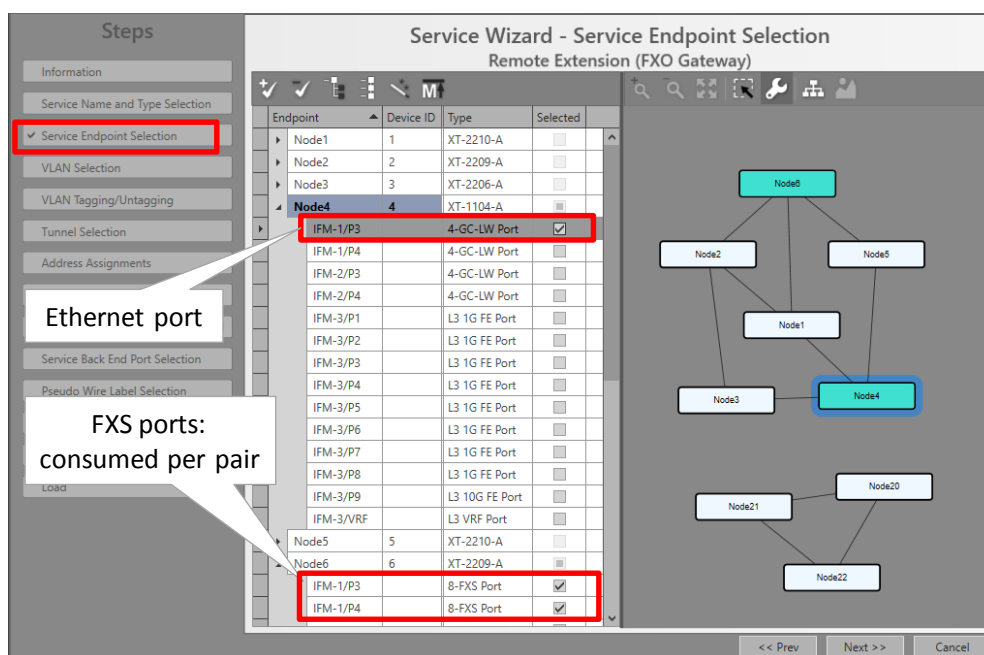 Steps
Service Wizard - Service Endpoint Selection
Remote Extension (FXO Gateway)
Information
Service Name and Type Selection
Service Endpoint Selection
VLAN Selection
VLAN Tagging/Untagging
Tunnel Selection
Address Assignments
Service Back End Port Selection
Pseudo Wire Label Selection
Load
Ethernet port
FXS ports:
consumed per pair
Endpoint Device ID Type Selected
Node1 1 XT-2210-A
Node2 2 XT-2209-A
Node3 3 XT-2206-A
Node4 4 XT-1104-A
IFM-1/P3 4-GC-LW Port
IFM-1/P4 4-GC-LW Port
IFM-2/P3 4-GC-LW Port
IFM-2/P4 4-GC-LW Port
IFM-3/P1 L3 1G FE Port
IFM-3/P2 L3 1G FE Port
IFM-3/P3 L3 1G FE Port
IFM-3/P4 L3 1G FE Port
IFM-3/P5 L3 1G FE Port
IFM-3/P6 L3 1G FE Port
IFM-3/P7 L3 1G FE Port
IFM-3/P8 L3 1G FE Port
IFM-3/P9 L3 10G FE Port
IFM-3/VRF L3 VRF Port
Node5 5 XT-2210-A
Node6 6 XT-2209-A
IFM-1/P3 8-FXS Port
IFM-1/P4 8-FXS Port
Node6
Node2
Node5
Node1
Node3
Node4
Node20
Node21
Node22
<< Prev
Next >>
Cancel